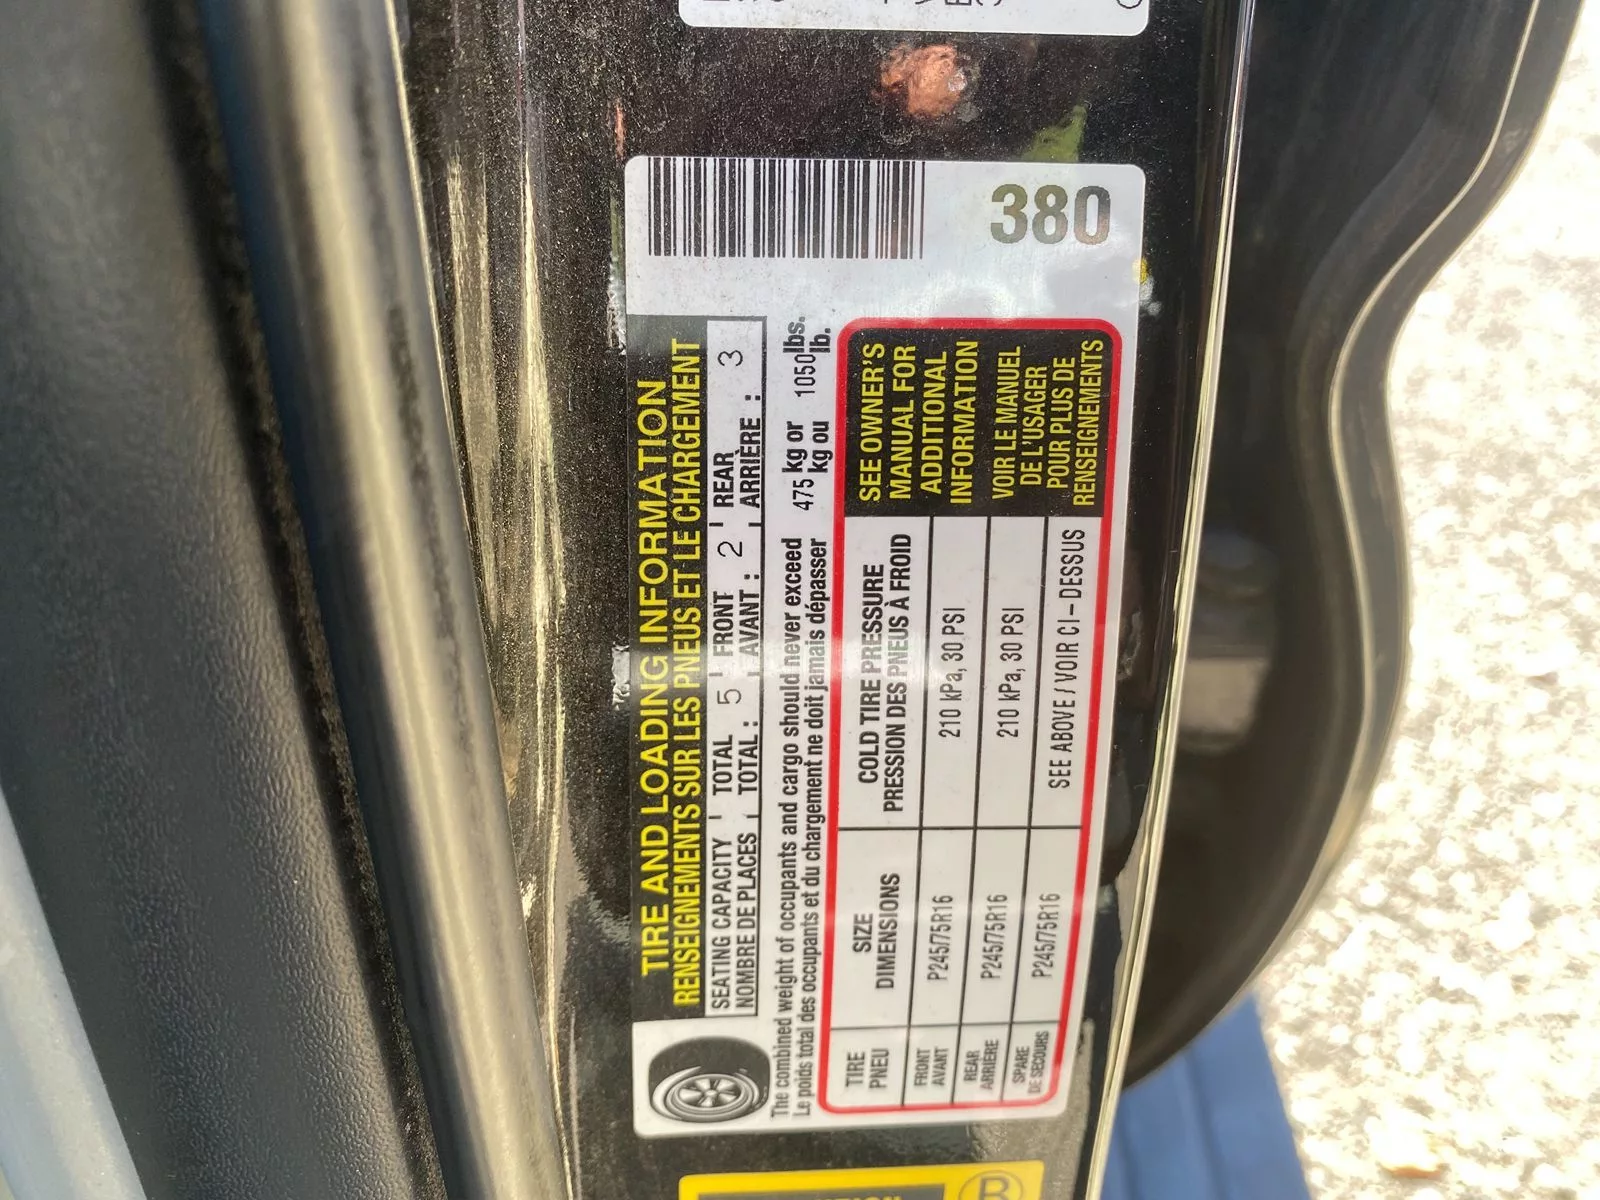 380
TIRE AND LOADING INFORMATION
RENSEIGNEMENTS SUR LES PNEUS ET LE CHARGEMENT
SEATING CAPACITY TOTAL 5 FRONT 2 REAR 3
NOMBRE DE PLACES TOTAL : AVANT : ARRIÈRE :
The combined weight of occupants and cargo should never exceed 475 kg or 1050 lbs.
Le poids total des occupants et du chargement ne doit jamais dépasser kg ou lb.
TIRE SIZE COLD TIRE PRESSURE
PNEU DIMENSIONS PRESSION DES PNEUS À FROID
FRONT P245/75R16 210 kPa, 30 PSI
AVANT
REAR P245/75R16 210 kPa, 30 PSI
ARRIÈRE
SPARE P245/75R16 SEE ABOVE / VOIR CI-DESSUS
DE SECOURS
SEE OWNER'S
MANUAL FOR
ADDITIONAL
INFORMATION
VOIR LE MANUEL
DE L'USAGER
POUR PLUS DE
RENSEIGNEMENTS
R